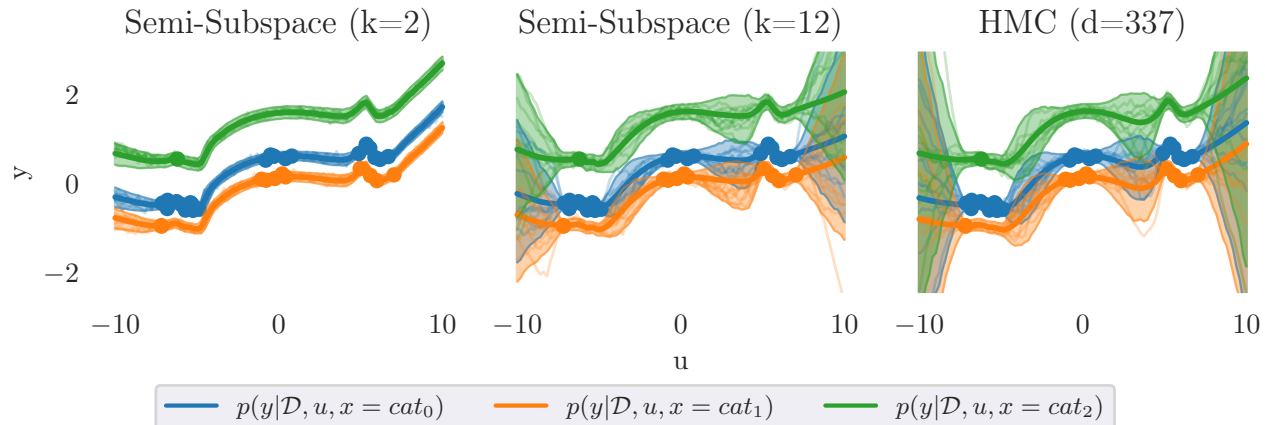 Semi-Subspace (k=2) Semi-Subspace (k=12) HMC (d=337)
2
0
−2
y
−10 0 10 −10 0 10 −10 0 10
u
p(y|𝒟, u, x = cat₀) p(y|𝒟, u, x = cat₁) p(y|𝒟, u, x = cat₂)